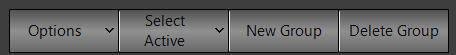 Options
Select
Active
New Group
Delete Group